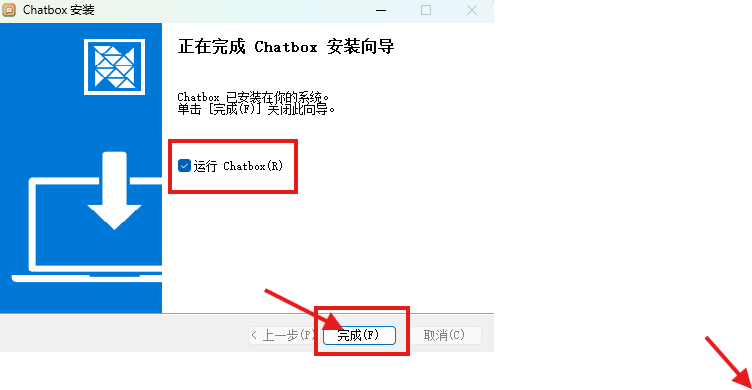 Chatbox 安装
正在完成 Chatbox 安装向导
Chatbox 已安装在你的系统。
单击 [完成(F)] 关闭此向导。
运行 Chatbox(R)
< 上一步(P)
完成(F)
取消(C)